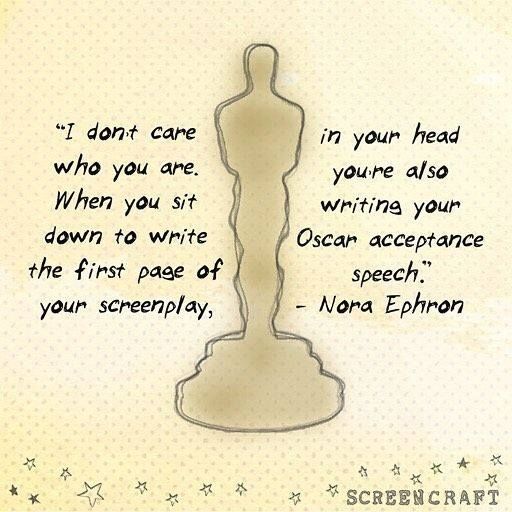 "I don't care
who you are.
When you sit
down to write
the first page of
your screenplay,
in your head
you're also
writing your
Oscar acceptance
speech."
- Nora Ephron
SCREENCRAFT